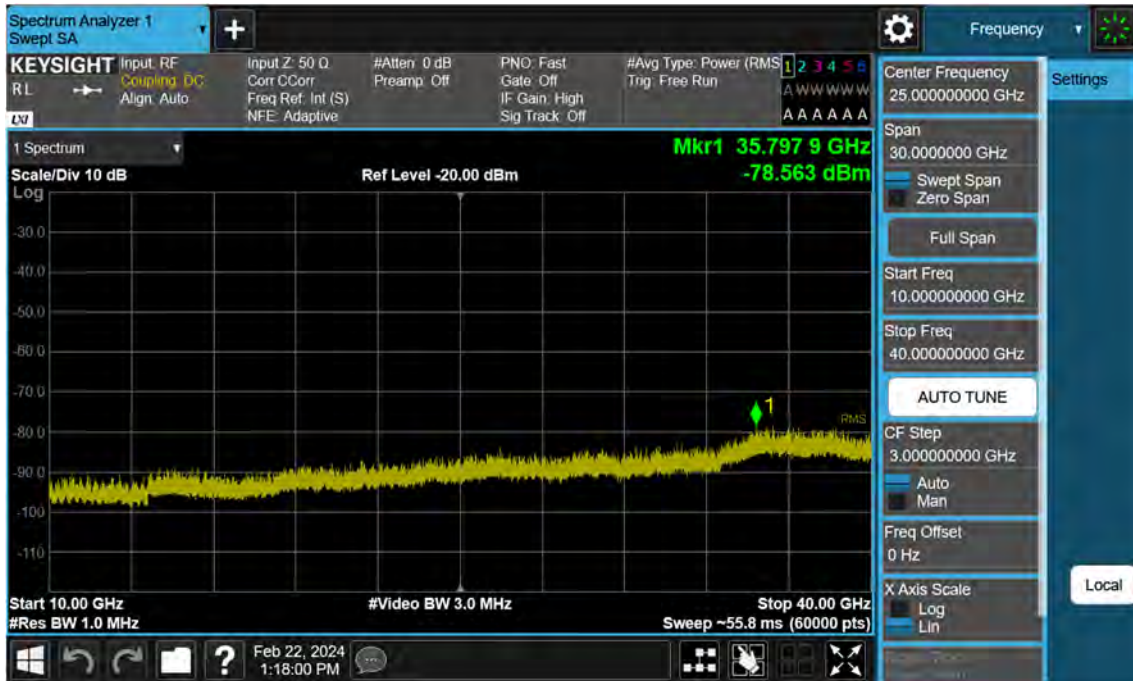 Spectrum Analyzer 1
Swept SA
+
Frequency
KEYSIGHT
RL
LXI
Input: RF
Coupling: DC
Align: Auto
Input Z: 50 Ω
Corr CCorr
Freq Ref: Int (S)
NFE: Adaptive
#Atten: 0 dB
Preamp: Off
PNO: Fast
Gate: Off
IF Gain: High
Sig Track: Off
#Avg Type: Power (RMS
Trig: Free Run
1 2 3 4 5 6
A W W W W W
A A A A A A
1 Spectrum
Scale/Div 10 dB
Ref Level -20.00 dBm
Mkr1 35.797 9 GHz
-78.563 dBm
Log
-30.0
-40.0
-50.0
-60.0
-70.0
-80.0
-90.0
-100
-110
1
RMS
Start 10.00 GHz
#Res BW 1.0 MHz
#Video BW 3.0 MHz
Stop 40.00 GHz
Sweep ~55.8 ms (60000 pts)
Center Frequency
25.000000000 GHz
Span
30.0000000 GHz
Swept Span
Zero Span
Full Span
Start Freq
10.000000000 GHz
Stop Freq
40.000000000 GHz
AUTO TUNE
CF Step
3.000000000 GHz
Auto
Man
Freq Offset
0 Hz
X Axis Scale
Log
Lin
Settings
Local
?
Feb 22, 2024
1:18:00 PM